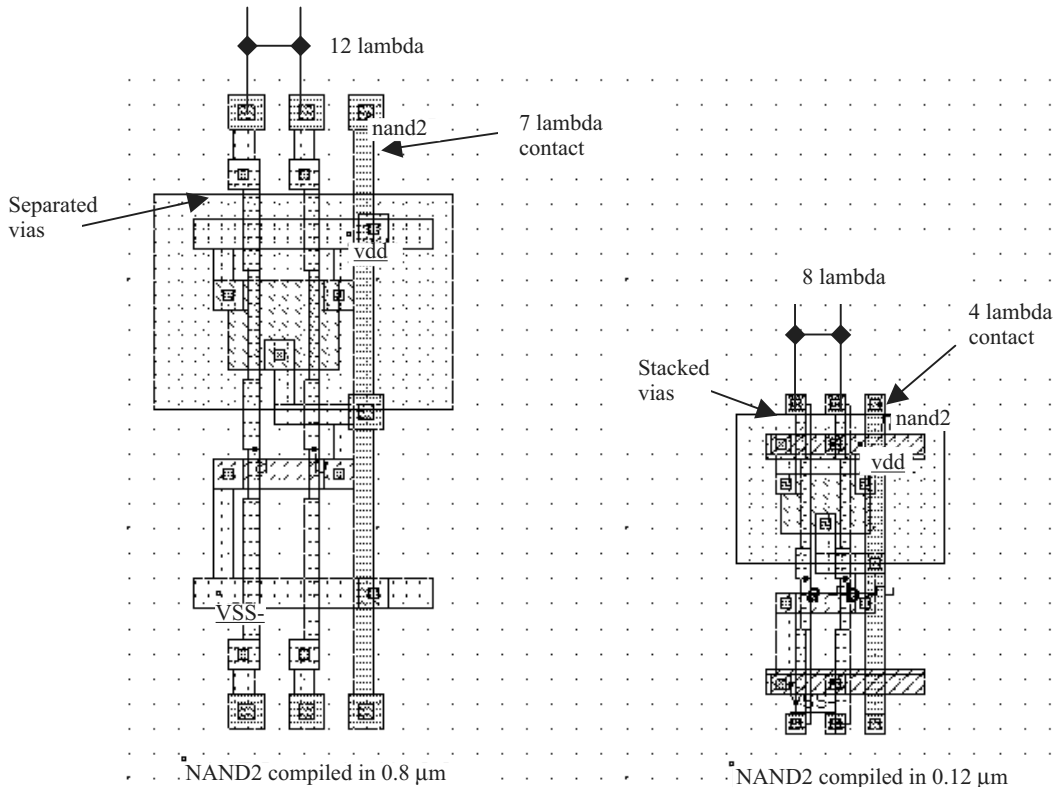 12 lambda
nand2
7 lambda
contact
Separated
vias
vdd
VSS-
NAND2 compiled in 0.8 μm
8 lambda
4 lambda
contact
Stacked
vias
nand2
vdd
a
b
VSS-
NAND2 compiled in 0.12 μm